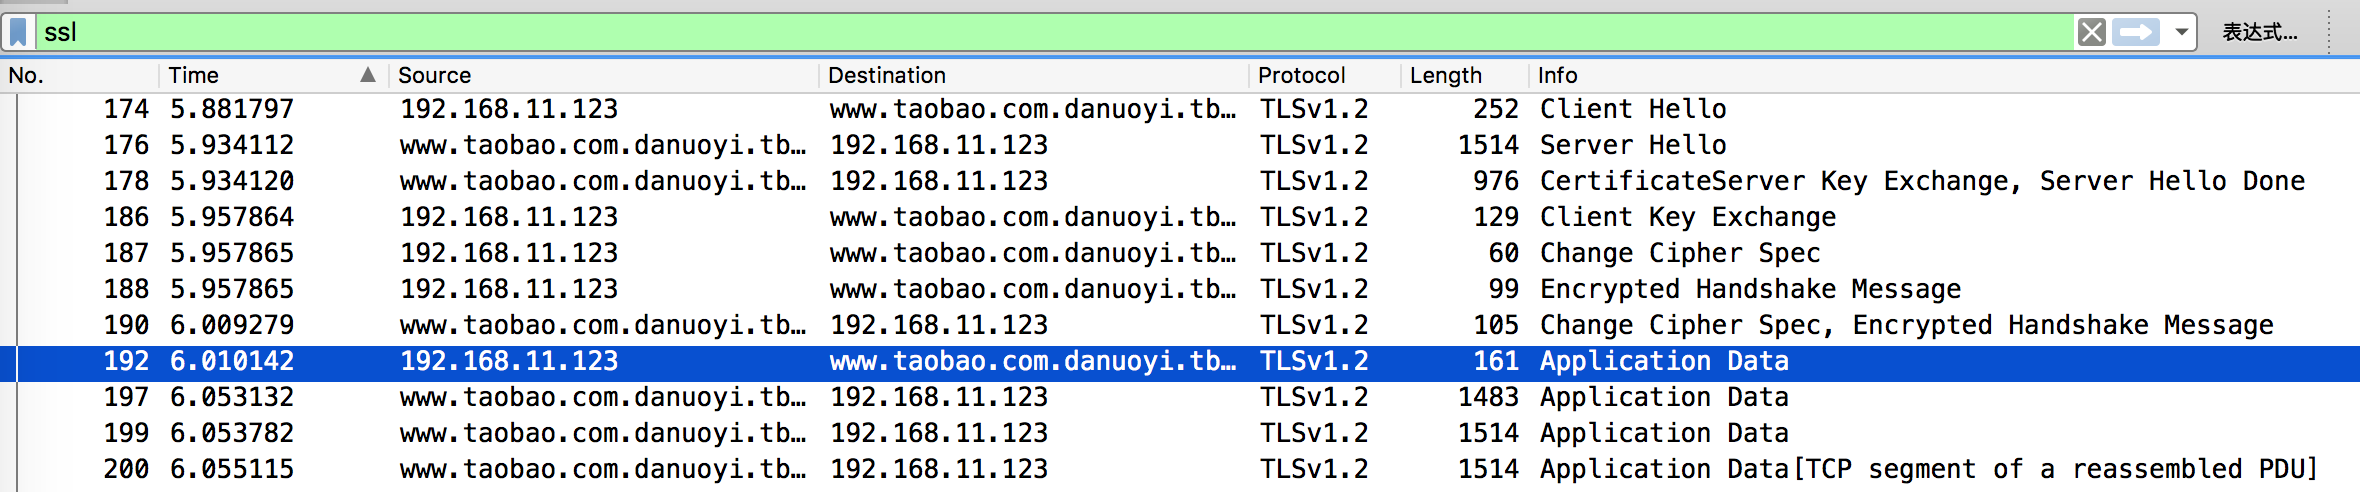 ssl 表达式...
No. Time Source Destination Protocol Length Info
174 5.881797 192.168.11.123 www.taobao.com.danuoyi.tb… TLSv1.2 252 Client Hello
176 5.934112 www.taobao.com.danuoyi.tb… 192.168.11.123 TLSv1.2 1514 Server Hello
178 5.934120 www.taobao.com.danuoyi.tb… 192.168.11.123 TLSv1.2 976 CertificateServer Key Exchange, Server Hello Done
186 5.957864 192.168.11.123 www.taobao.com.danuoyi.tb… TLSv1.2 129 Client Key Exchange
187 5.957865 192.168.11.123 www.taobao.com.danuoyi.tb… TLSv1.2 60 Change Cipher Spec
188 5.957865 192.168.11.123 www.taobao.com.danuoyi.tb… TLSv1.2 99 Encrypted Handshake Message
190 6.009279 www.taobao.com.danuoyi.tb… 192.168.11.123 TLSv1.2 105 Change Cipher Spec, Encrypted Handshake Message
192 6.010142 192.168.11.123 www.taobao.com.danuoyi.tb… TLSv1.2 161 Application Data
197 6.053132 www.taobao.com.danuoyi.tb… 192.168.11.123 TLSv1.2 1483 Application Data
199 6.053782 www.taobao.com.danuoyi.tb… 192.168.11.123 TLSv1.2 1514 Application Data
200 6.055115 www.taobao.com.danuoyi.tb… 192.168.11.123 TLSv1.2 1514 Application Data[TCP segment of a reassembled PDU]